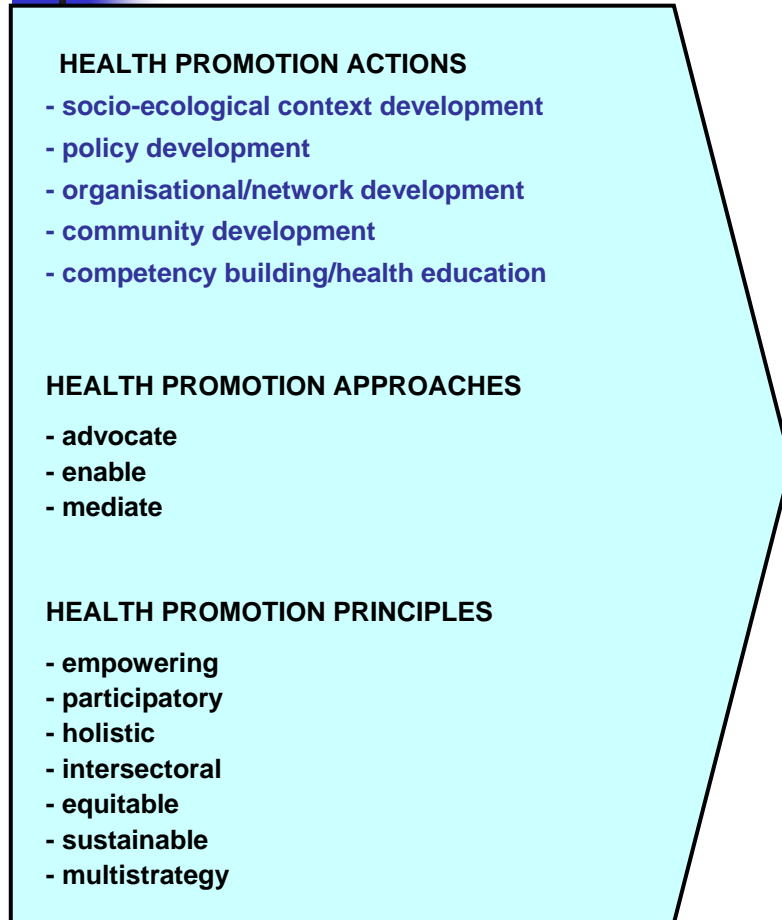 HEALTH PROMOTION ACTIONS
- socio-ecological context development
- policy development
- organisational/network development
- community development
- competency building/health education
HEALTH PROMOTION APPROACHES
- advocate
- enable
- mediate
HEALTH PROMOTION PRINCIPLES
- empowering
- participatory
- holistic
- intersectoral
- equitable
- sustainable
- multistrategy